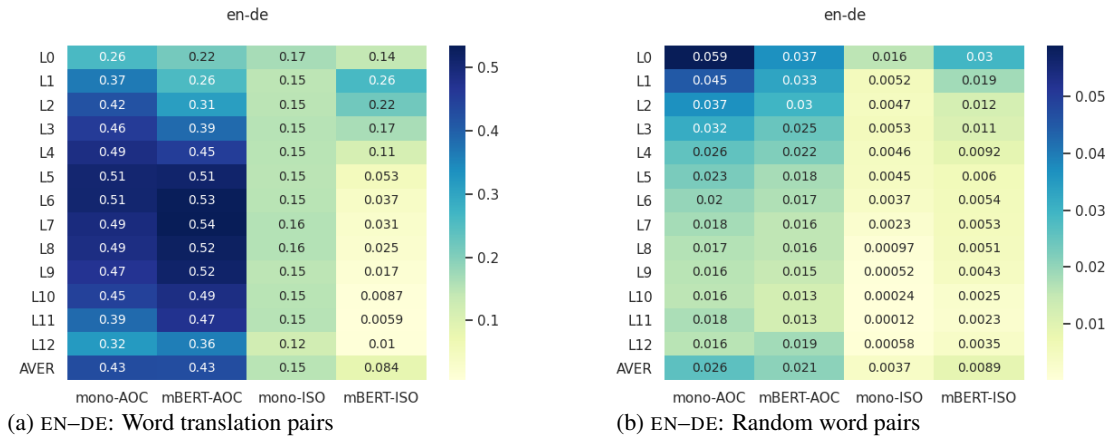 en-de
L0 0.26 0.22 0.17 0.14
L1 0.37 0.26 0.15 0.26
L2 0.42 0.31 0.15 0.22
L3 0.46 0.39 0.15 0.17
L4 0.49 0.45 0.15 0.11
L5 0.51 0.51 0.15 0.053
L6 0.51 0.53 0.15 0.037
L7 0.49 0.54 0.16 0.031
L8 0.49 0.52 0.16 0.025
L9 0.47 0.52 0.15 0.017
L10 0.45 0.49 0.15 0.0087
L11 0.39 0.47 0.15 0.0059
L12 0.32 0.36 0.12 0.01
AVER 0.43 0.43 0.15 0.084
mono-AOC mBERT-AOC mono-ISO mBERT-ISO
0.5
0.4
0.3
0.2
0.1
(a) EN–DE: Word translation pairs
en-de
L0 0.059 0.037 0.016 0.03
L1 0.045 0.033 0.0052 0.019
L2 0.037 0.03 0.0047 0.012
L3 0.032 0.025 0.0053 0.011
L4 0.026 0.022 0.0046 0.0092
L5 0.023 0.018 0.0045 0.006
L6 0.02 0.017 0.0037 0.0054
L7 0.018 0.016 0.0023 0.0053
L8 0.017 0.016 0.00097 0.0051
L9 0.016 0.015 0.00052 0.0043
L10 0.016 0.013 0.00024 0.0025
L11 0.018 0.013 0.00012 0.0023
L12 0.016 0.019 0.00058 0.0035
AVER 0.026 0.021 0.0037 0.0089
mono-AOC mBERT-AOC mono-ISO mBERT-ISO
0.05
0.04
0.03
0.02
0.01
(b) EN–DE: Random word pairs